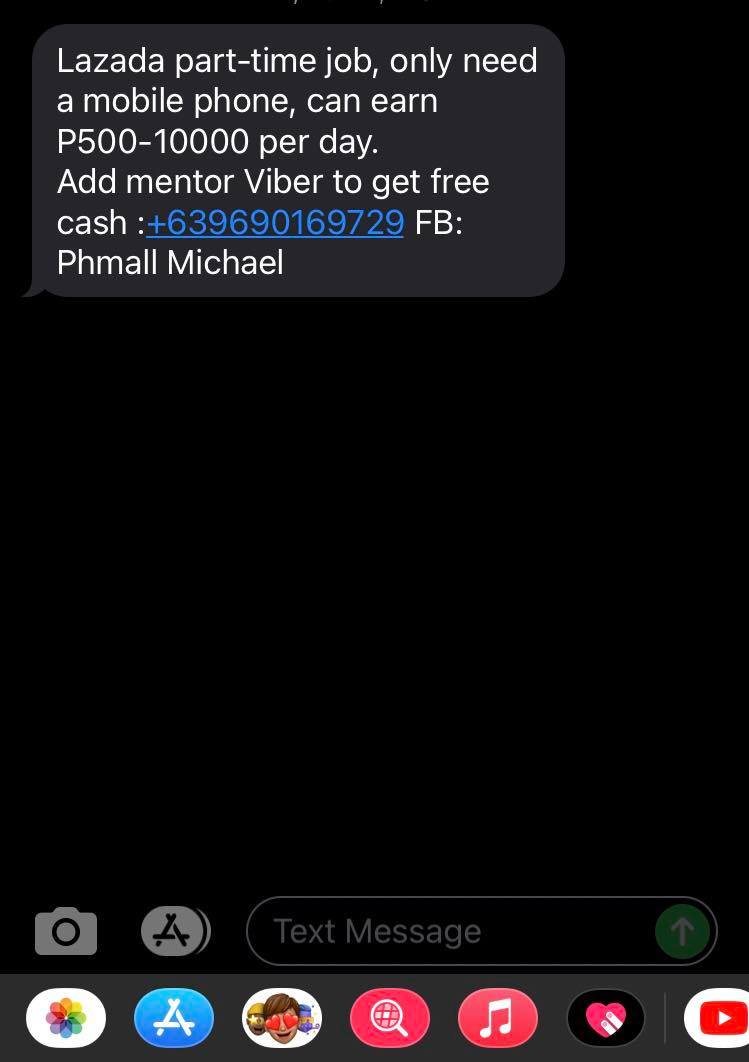 Lazada part-time job, only need
a mobile phone, can earn
P500-10000 per day.
Add mentor Viber to get free
cash :+639690169729 FB:
Phmall Michael
Text Message